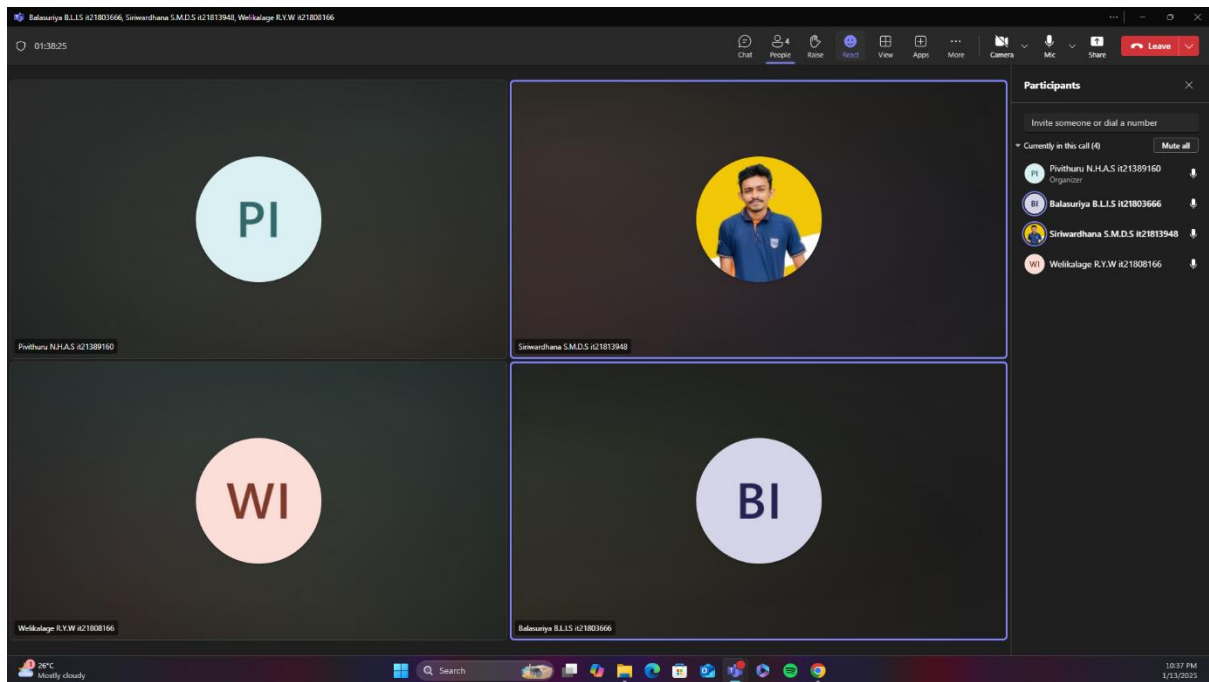 Balasuriya B.L.I.S it21803666, Siriwardhana S.M.D.S it21813948, Welikalage R.Y.W it21808166
01:38:25
Chat
People 4
Raise
React
View
Apps
More
Camera
Mic
Share
Leave
PI
Pivithuru N.H.A.S it21389160
Siriwardhana S.M.D.S it21813948
WI
Welikalage R.Y.W it21808166
BI
Balasuriya B.L.I.S it21803666
Participants
Invite someone or dial a number
Currently in this call (4)
Mute all
PI Pivithuru N.H.A.S it21389160
Organizer
BI Balasuriya B.L.I.S it21803666
Siriwardhana S.M.D.S it21813948
WI Welikalage R.Y.W it21808166
1
26°C
Mostly cloudy
Search
10:37 PM
1/13/2025